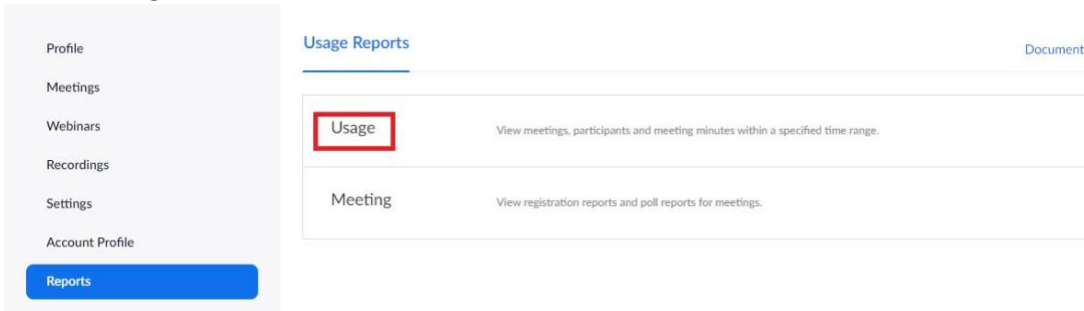 Profile
Meetings
Webinars
Recordings
Settings
Account Profile
Reports
Usage Reports
Document
Usage
View meetings, participants and meeting minutes within a specified time range.
Meeting
View registration reports and poll reports for meetings.